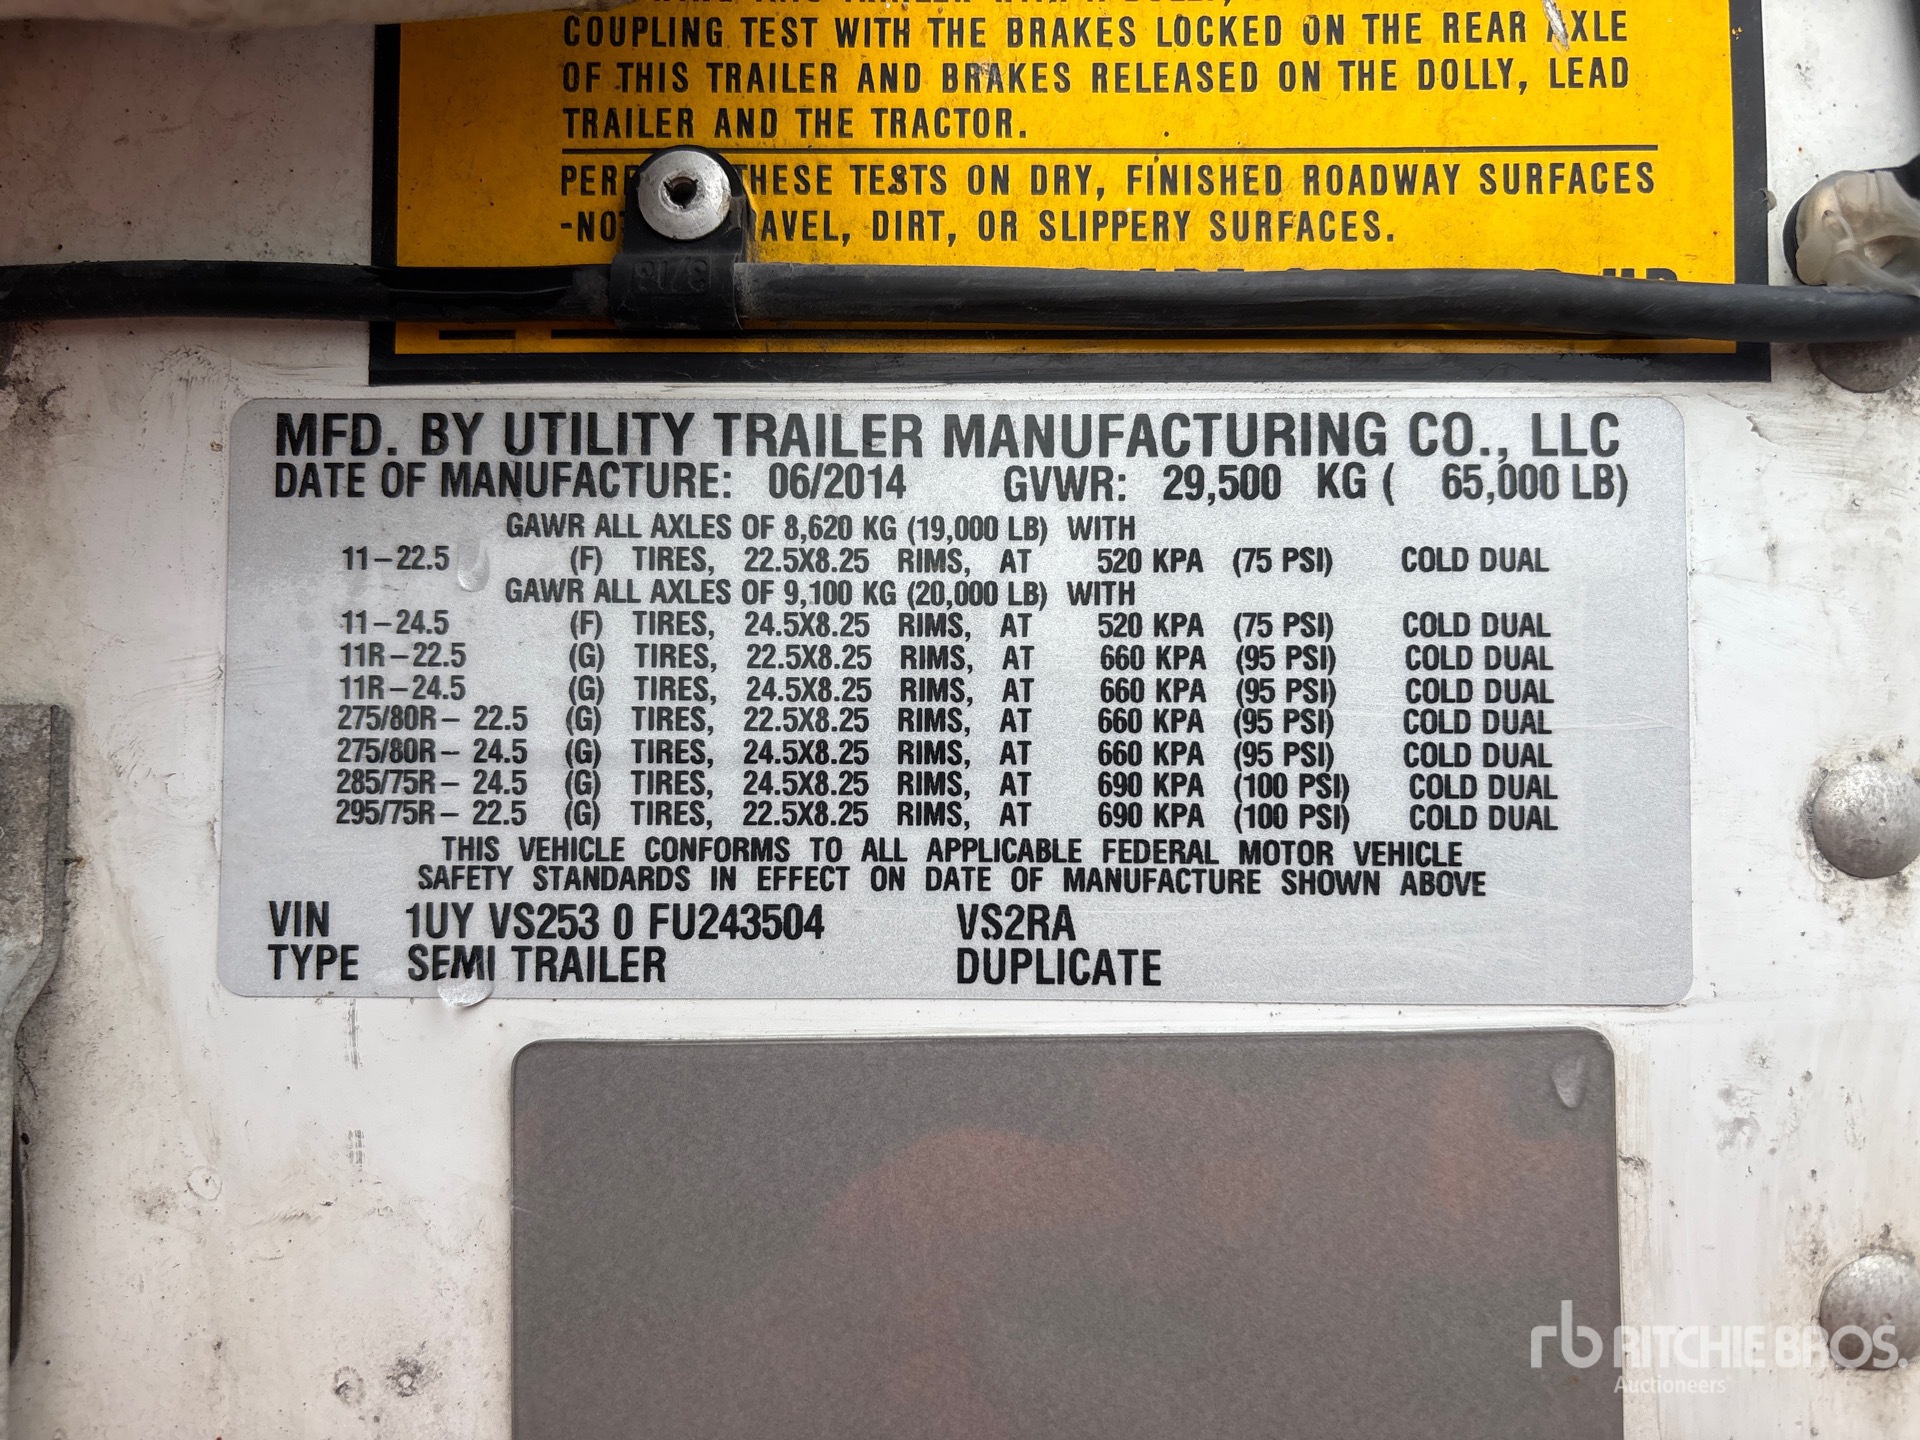 COUPLING TEST WITH THE BRAKES LOCKED ON THE REAR AXLE
OF THIS TRAILER AND BRAKES RELEASED ON THE DOLLY, LEAD
TRAILER AND THE TRACTOR.
THESE TESTS ON DRY, FINISHED ROADWAY SURFACES
DIRT, OR SLIPPERY SURFACES.
MFD. BY UTILITY TRAILER MANUFACTURING CO., LLC
DATE OF MANUFACTURE: 06/2014 GVWR: 29,500 KG ( 65,000 LB)
GAWR ALL AXLES OF 8,620 KG (19,000 LB) WITH
11-22.5 (F) TIRES, 22.5X8.25 RIMS, AT 520 KPA (75 PSI) COLD DUAL
GAWR ALL AXLES OF 9,100 KG (20,000 LB) WITH
11-24.5 (F) TIRES, 24.5X8.25 RIMS, AT 520 KPA (75 PSI) COLD DUAL
11R-22.5 (G) TIRES, 22.5X8.25 RIMS, AT 660 KPA (95 PSI) COLD DUAL
11R-24.5 (G) TIRES, 24.5X8.25 RIMS, AT 660 KPA (95 PSI) COLD DUAL
275/80R- 22.5 (G) TIRES, 22.5X8.25 RIMS, AT 660 KPA (95 PSI) COLD DUAL
275/80R- 24.5 (G) TIRES, 24.5X8.25 RIMS, AT 660 KPA (95 PSI) COLD DUAL
285/75R- 24.5 (G) TIRES, 24.5X8.25 RIMS, AT 690 KPA (100 PSI) COLD DUAL
295/75R- 22.5 (G) TIRES, 22.5X8.25 RIMS, AT 690 KPA (100 PSI) COLD DUAL
THIS VEHICLE CONFORMS TO ALL APPLICABLE FEDERAL MOTOR VEHICLE
SAFETY STANDARDS IN EFFECT ON DATE OF MANUFACTURE SHOWN ABOVE
VIN 1UY VS253 0 FU243504 VS2RA
TYPE SEMI TRAILER DUPLICATE
rb RITCHIE BROS.
Auctioneers